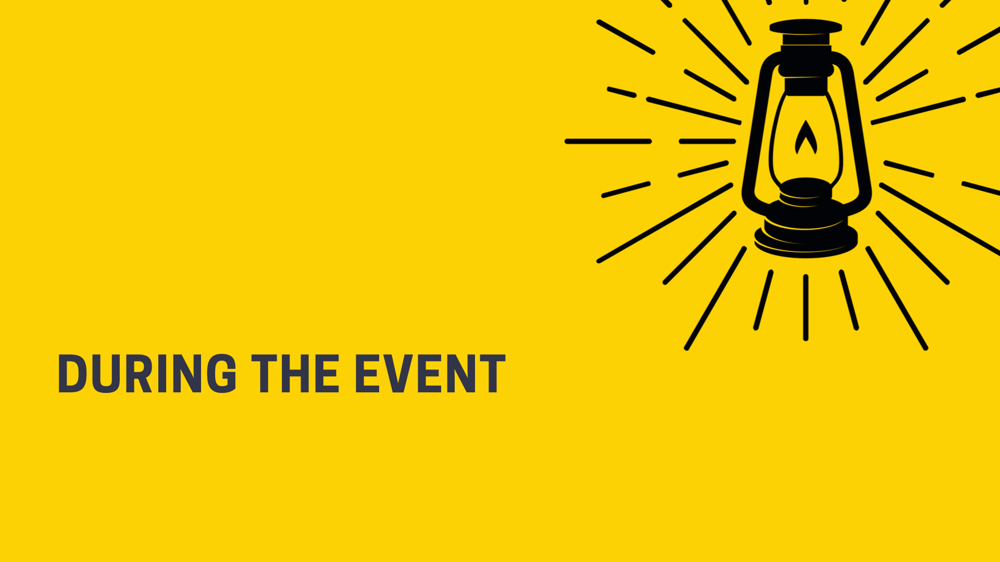 DURING THE EVENT